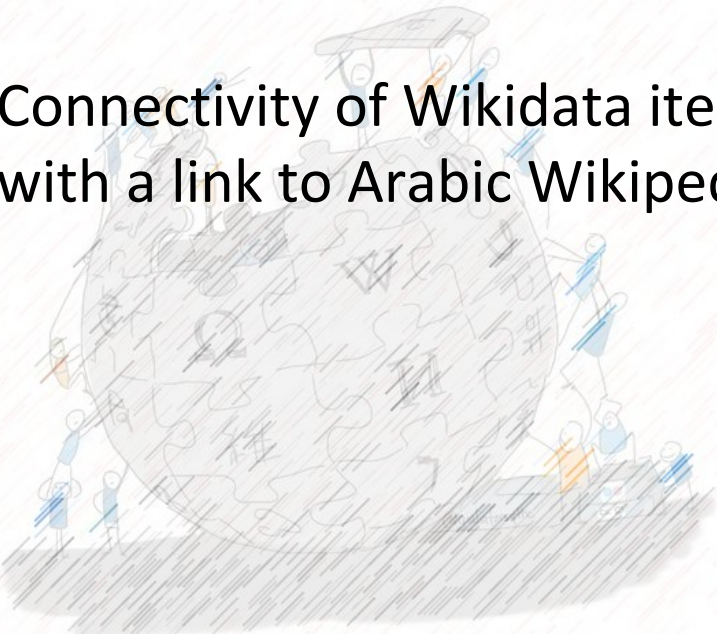 Connectivity of Wikidata ite
with a link to Arabic Wikiped
W
Ω
И